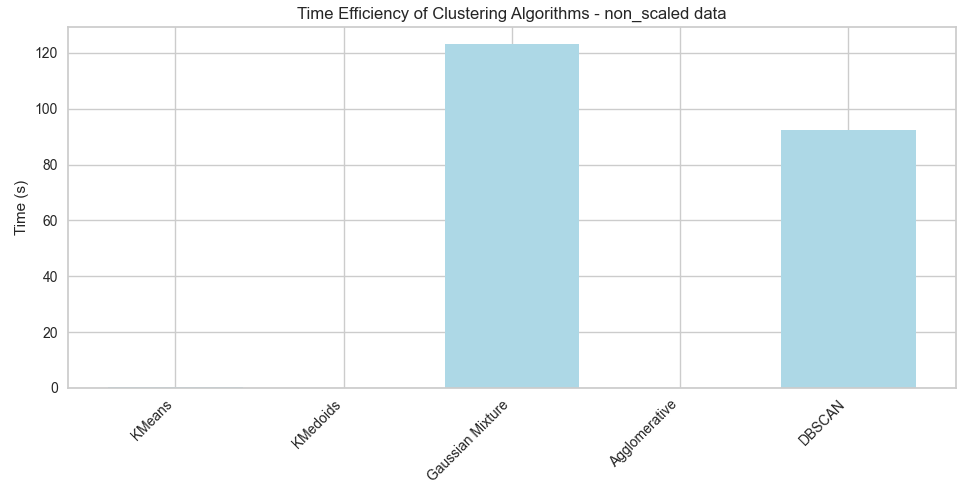 Time Efficiency of Clustering Algorithms - non_scaled data
Time (s)
120
100
80
60
40
20
0
KMeans
KMedoids
Gaussian Mixture
Agglomerative
DBSCAN